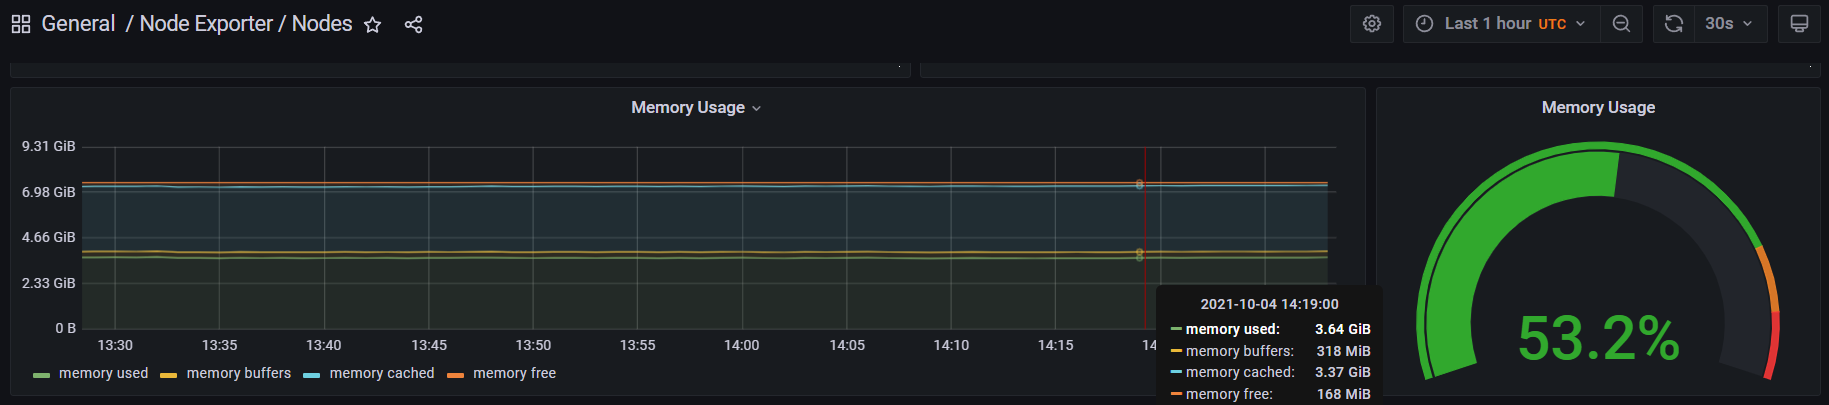 General / Node Exporter / Nodes
Last 1 hour UTC
30s
Memory Usage
9.31 GiB
6.98 GiB
4.66 GiB
2.33 GiB
0 B
13:30 13:35 13:40 13:45 13:50 13:55 14:00 14:05 14:10 14:15
memory used memory buffers memory cached memory free
2021-10-04 14:19:00
memory used: 3.64 GiB
memory buffers: 318 MiB
memory cached: 3.37 GiB
memory free: 168 MiB
Memory Usage
53.2%